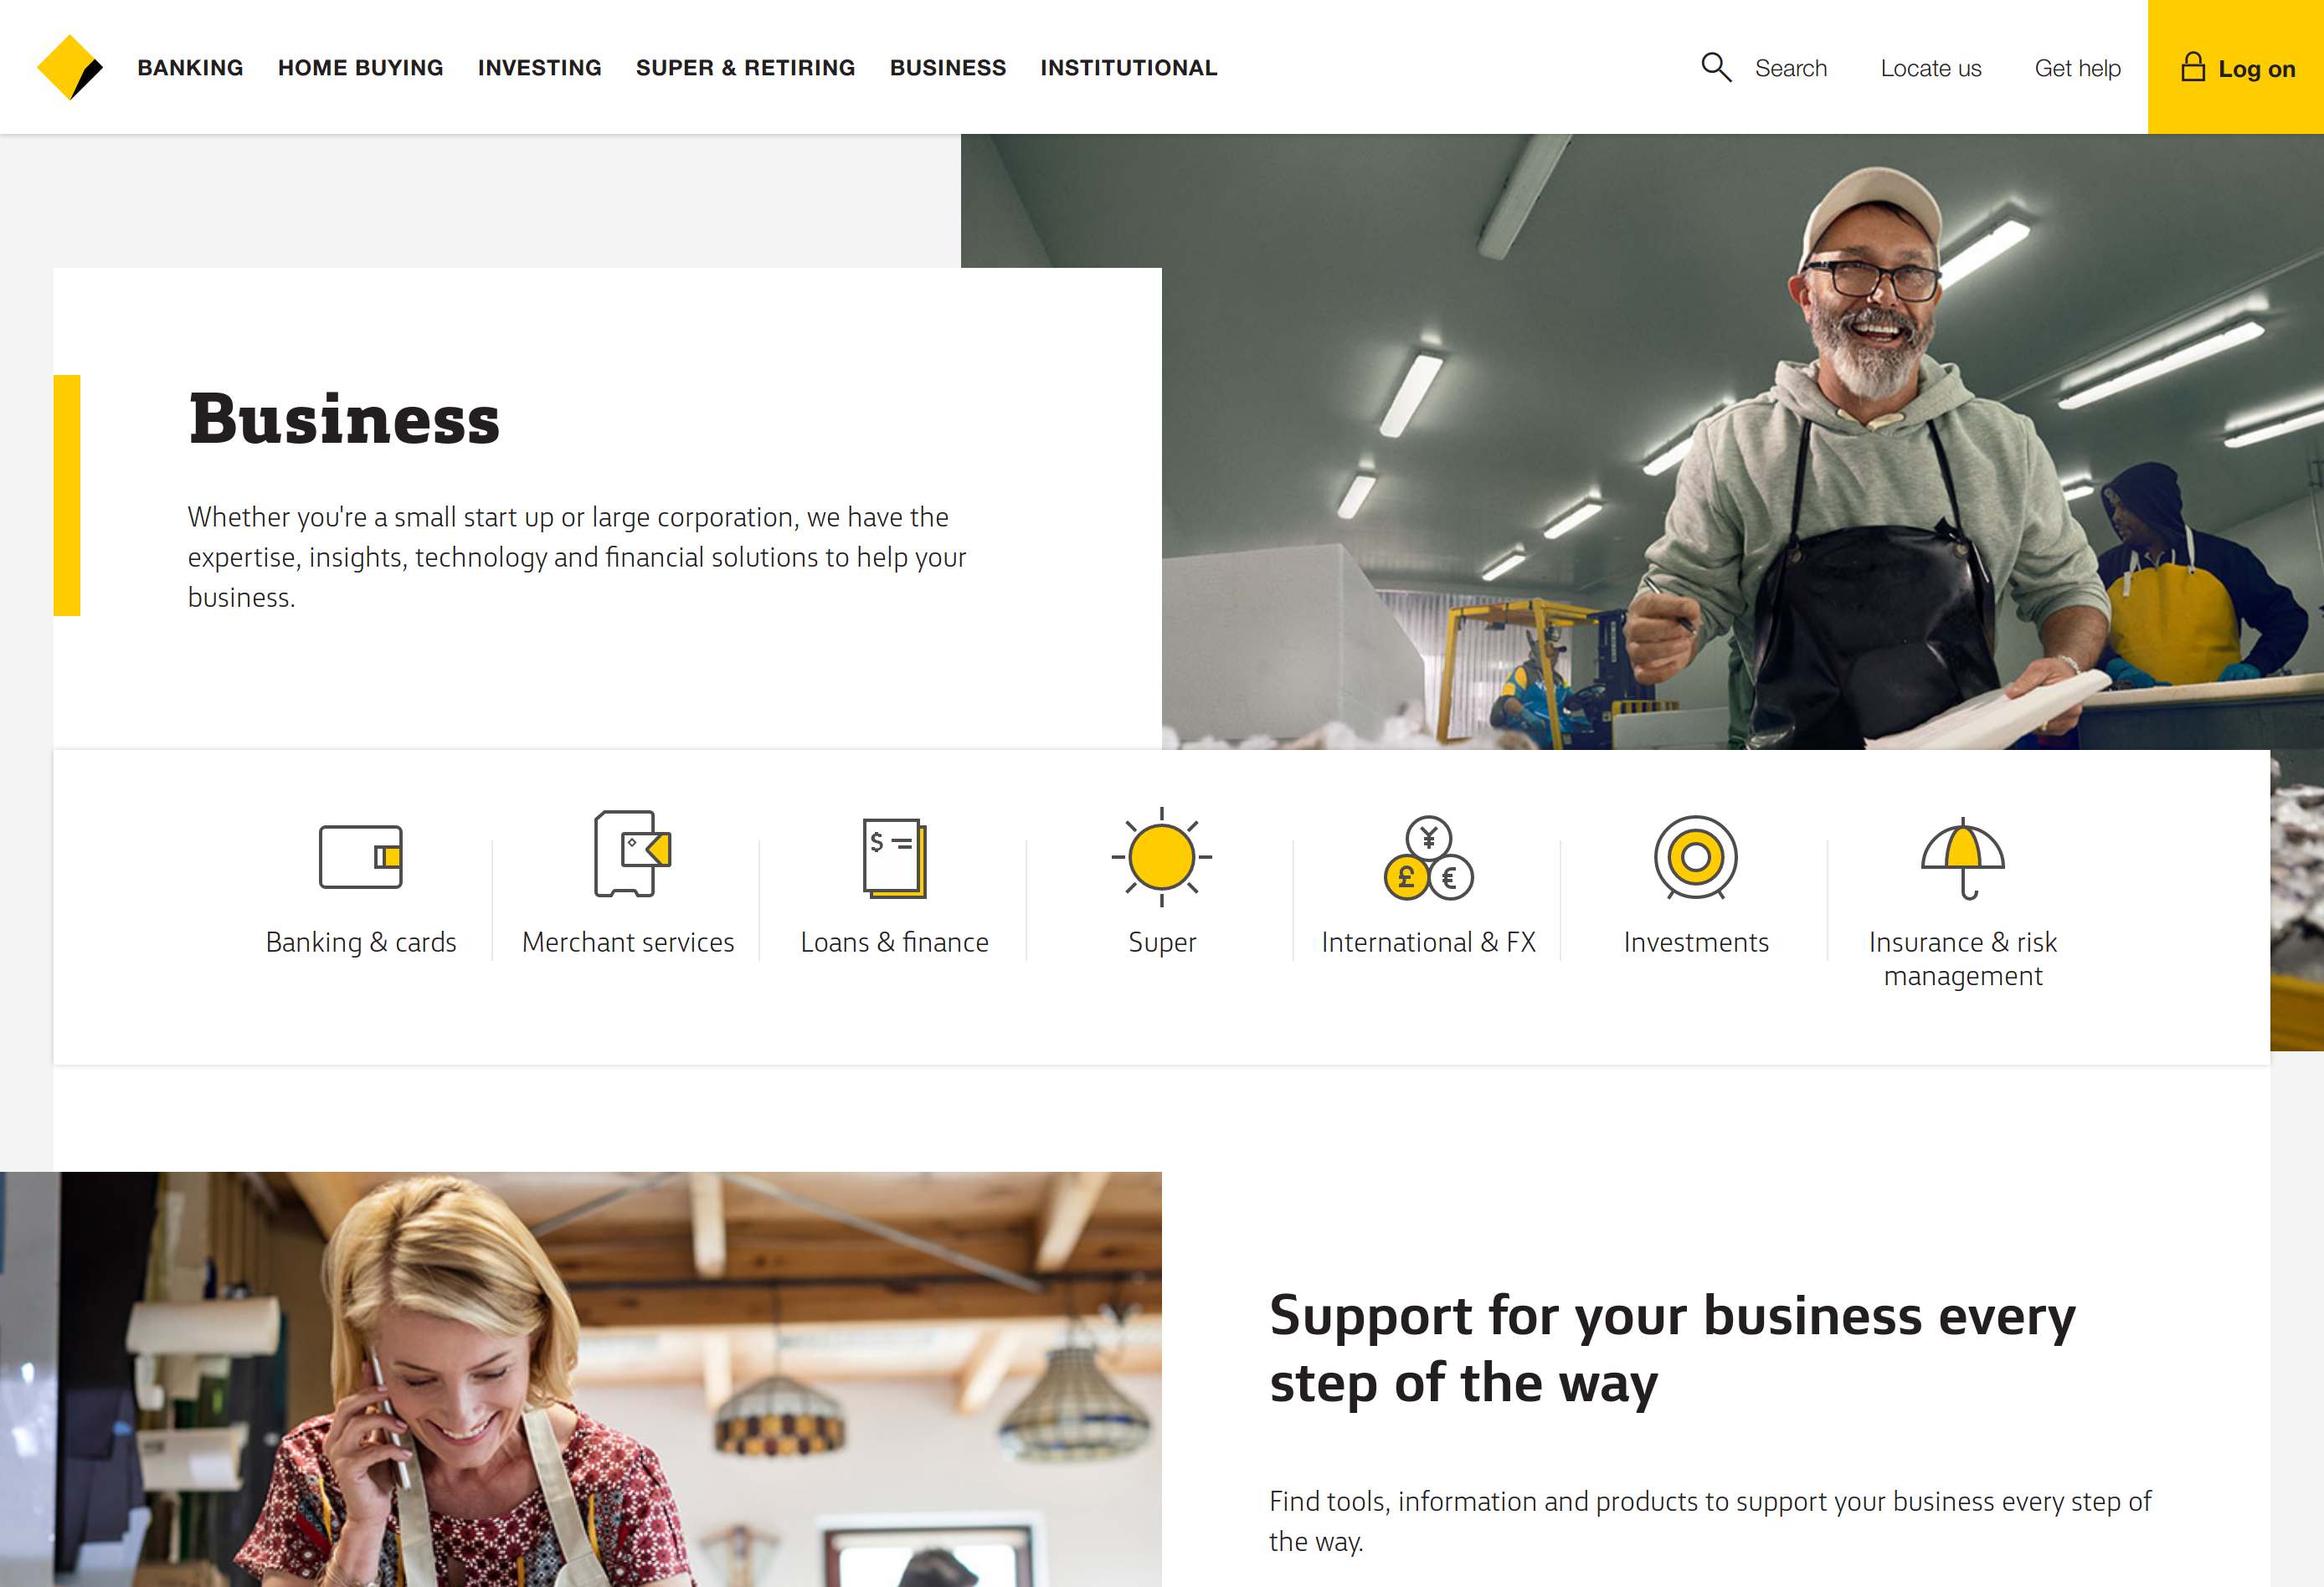 BANKING HOME BUYING INVESTING SUPER & RETIRING BUSINESS INSTITUTIONAL Search Locate us Get help Log on
Business
Whether you're a small start up or large corporation, we have the
expertise, insights, technology and financial solutions to help your
business.
Banking & cards
Merchant services
$
Loans & finance
Super
¥
£ €
International & FX
Investments
Insurance & risk
management
Support for your business every
step of the way
Find tools, information and products to support your business every step of
the way.